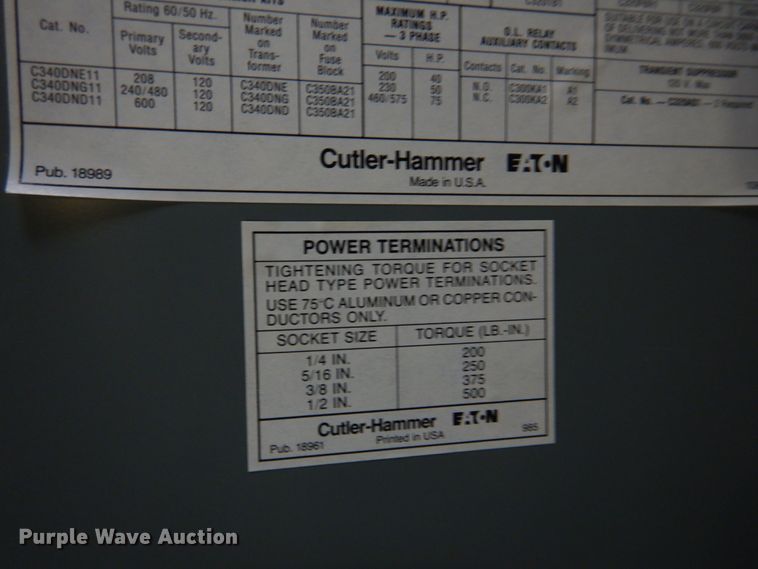 Cat. No.
Rating 60/50 Hz.
Primary Volts
Second-
ary
Volts
Number
Marked
on
Trans-
former
Number
Marked
on
Fuse
Block
C340DNE11 208 120 C340DNE C350BA21
C340DNG11 240/480 120 C340DNG C350BA21
C340DND11 600 120 C340DND C350BA21
MAXIMUM H.P.
RATINGS
— 3 PHASE
Volts H.P.
200 40
230 50
460/575 75
O.L. RELAY
AUXILIARY CONTACTS
Contacts Cat. No. Marking
N.O. C300KA1 A1
N.C. C300KA2 A2
TRANSIENT SUPPRESSOR
Pub. 18989
Cutler-Hammer EATON
Made in U.S.A.
POWER TERMINATIONS
TIGHTENING TORQUE FOR SOCKET
HEAD TYPE POWER TERMINATIONS.
USE 75°C ALUMINUM OR COPPER CON-
DUCTORS ONLY.
SOCKET SIZE TORQUE (LB.-IN.)
1/4 IN. 200
5/16 IN. 250
3/8 IN. 375
1/2 IN. 500
Cutler-Hammer EATON
Pub. 18961 Printed in USA 985
Purple Wave Auction